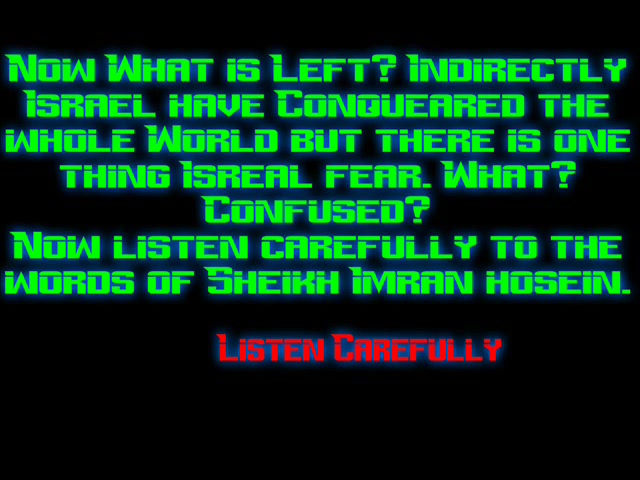 Now What is Left? Indirectly
Israel have Conqueared the
whole World but there is one
thing Isreal fear. What?
Confused?
Now listen carefully to the
words of Sheikh Imran hosein.
Listen Carefully